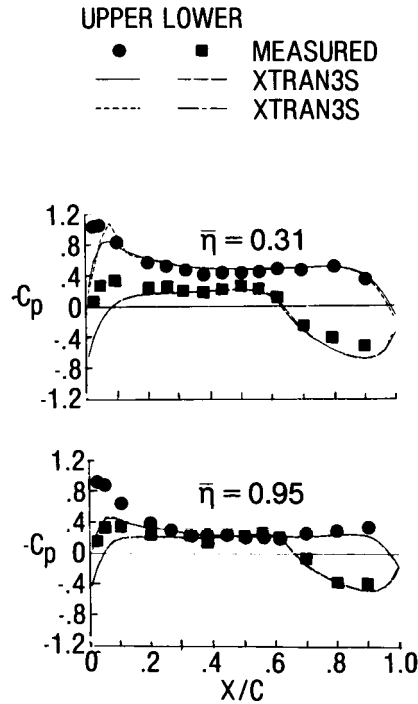 UPPER LOWER
MEASURED
XTRAN3S
XTRAN3S
1.2
.8
.4
-Cp
0
-.4
-.8
-1.2
η̄ = 0.31
1.2
.8
.4
-Cp
0
-.4
-.8
-1.2
η̄ = 0.95
0 .2 .4 .6 .8 1.0
X/C